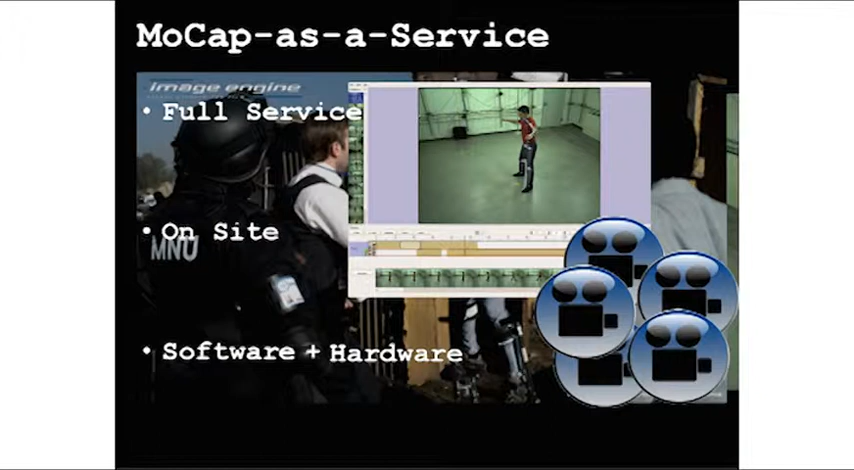 MoCap-as-a-Service
image engine
• Full Service
• On Site
MNU
• Software + Hardware